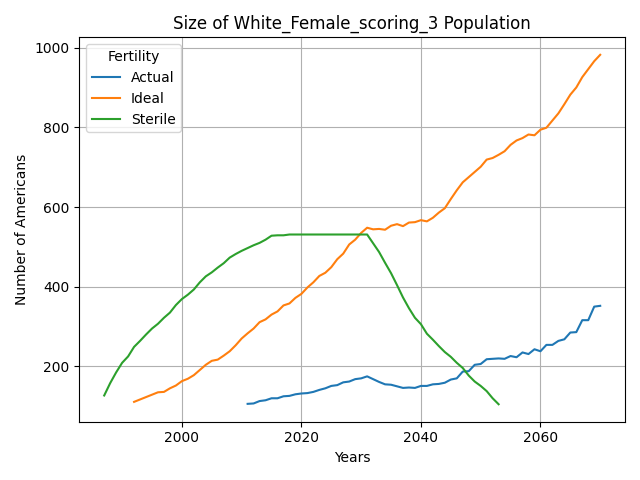 Size of White_Female_scoring_3 Population
Fertility
Actual
Ideal
Sterile
1000
800
600
400
200
Number of Americans
2000
2020
2040
2060
Years